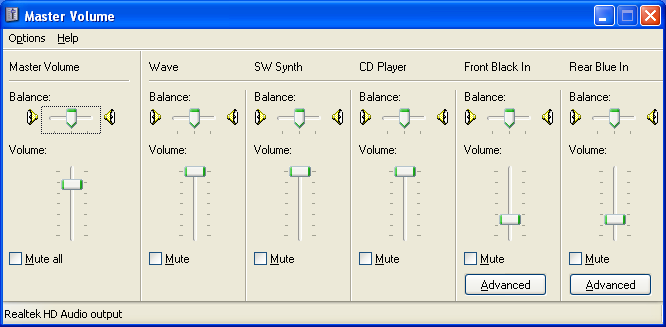 Master Volume
Options Help
Master Volume Wave SW Synth CD Player Front Black In Rear Blue In
Balance: Balance: Balance: Balance: Balance: Balance:
Volume: Volume: Volume: Volume: Volume: Volume:
Mute all Mute Mute Mute Mute Mute
Advanced Advanced
Realtek HD Audio output